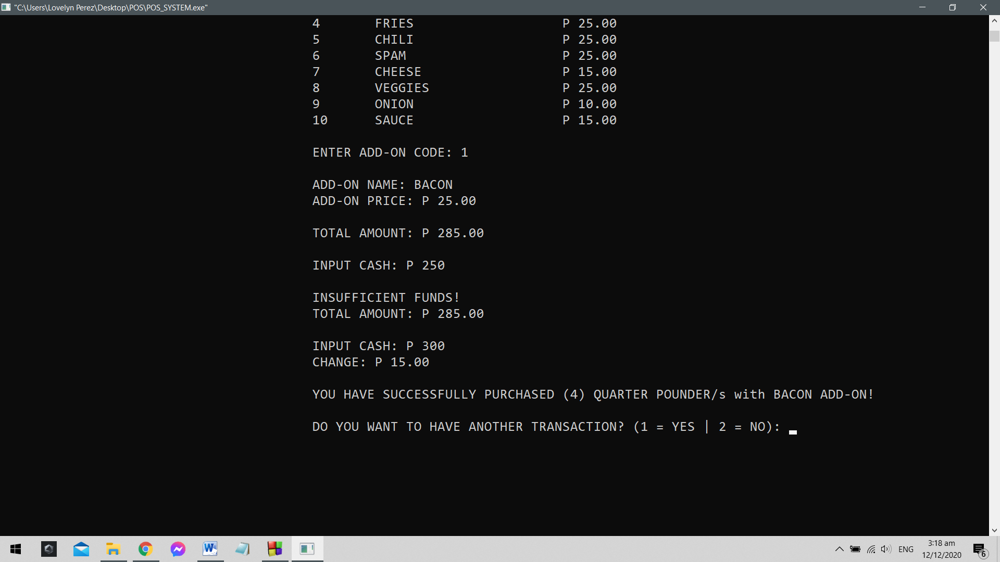 "C:\Users\Lovelyn Perez\Desktop\POS\POS_SYSTEM.exe"
4 FRIES P 25.00
5 CHILI P 25.00
6 SPAM P 25.00
7 CHEESE P 15.00
8 VEGGIES P 25.00
9 ONION P 10.00
10 SAUCE P 15.00
ENTER ADD-ON CODE: 1
ADD-ON NAME: BACON
ADD-ON PRICE: P 25.00
TOTAL AMOUNT: P 285.00
INPUT CASH: P 250
INSUFFICIENT FUNDS!
TOTAL AMOUNT: P 285.00
INPUT CASH: P 300
CHANGE: P 15.00
YOU HAVE SUCCESSFULLY PURCHASED (4) QUARTER POUNDER/s with BACON ADD-ON!
DO YOU WANT TO HAVE ANOTHER TRANSACTION? (1 = YES | 2 = NO):
ENG
3:18 am
12/12/2020
6